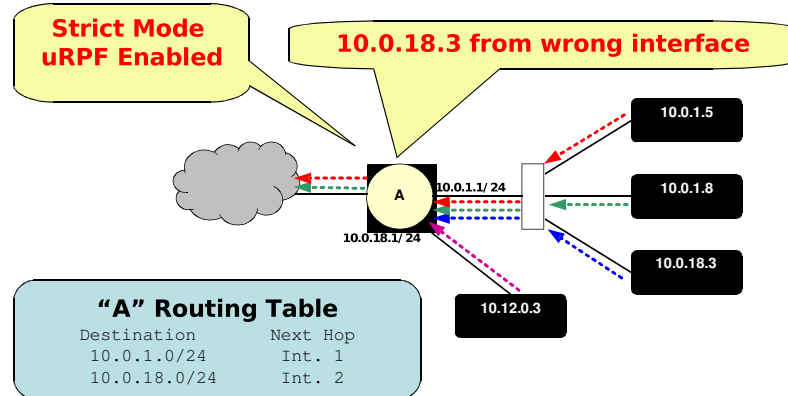 Strict Mode
uRPF Enabled
10.0.18.3 from wrong interface
10.0.1.5
10.0.1.8
10.0.18.3
10.12.0.3
A
10.0.1.1/ 24
10.0.18.1/ 24
“A” Routing Table
Destination Next Hop
10.0.1.0/24 Int. 1
10.0.18.0/24 Int. 2